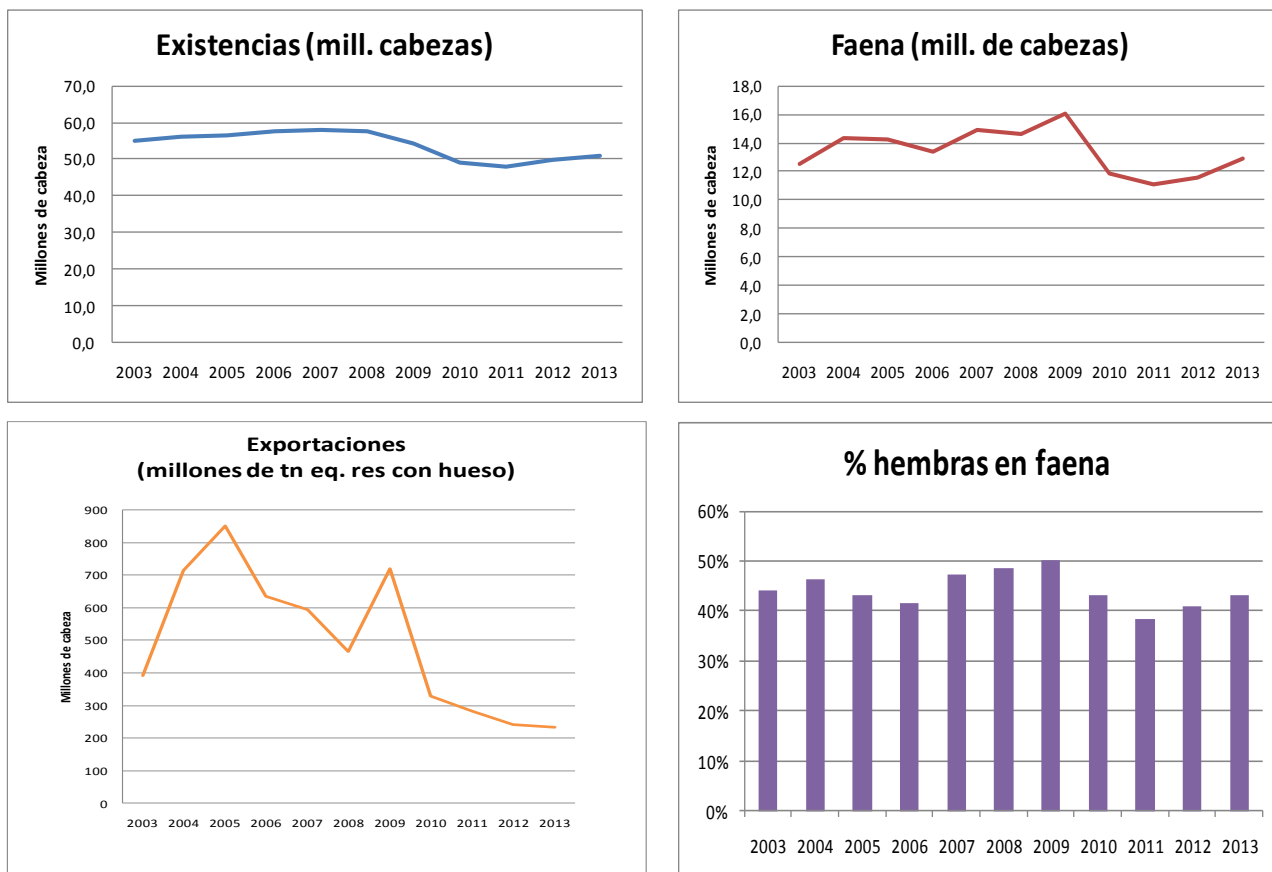 Existencias (mill. cabezas)
Millones de cabeza
70,0
60,0
50,0
40,0
30,0
20,0
10,0
0,0
2003 2004 2005 2006 2007 2008 2009 2010 2011 2012 2013
Faena (mill. de cabezas)
Millones de cabeza
18,0
16,0
14,0
12,0
10,0
8,0
6,0
4,0
2,0
0,0
2003 2004 2005 2006 2007 2008 2009 2010 2011 2012 2013
Exportaciones
(millones de tn eq. res con hueso)
Millones de cabeza
900
800
700
600
500
400
300
200
100
0
2003 2004 2005 2006 2007 2008 2009 2010 2011 2012 2013
% hembras en faena
60%
50%
40%
30%
20%
10%
0%
2003 2004 2005 2006 2007 2008 2009 2010 2011 2012 2013